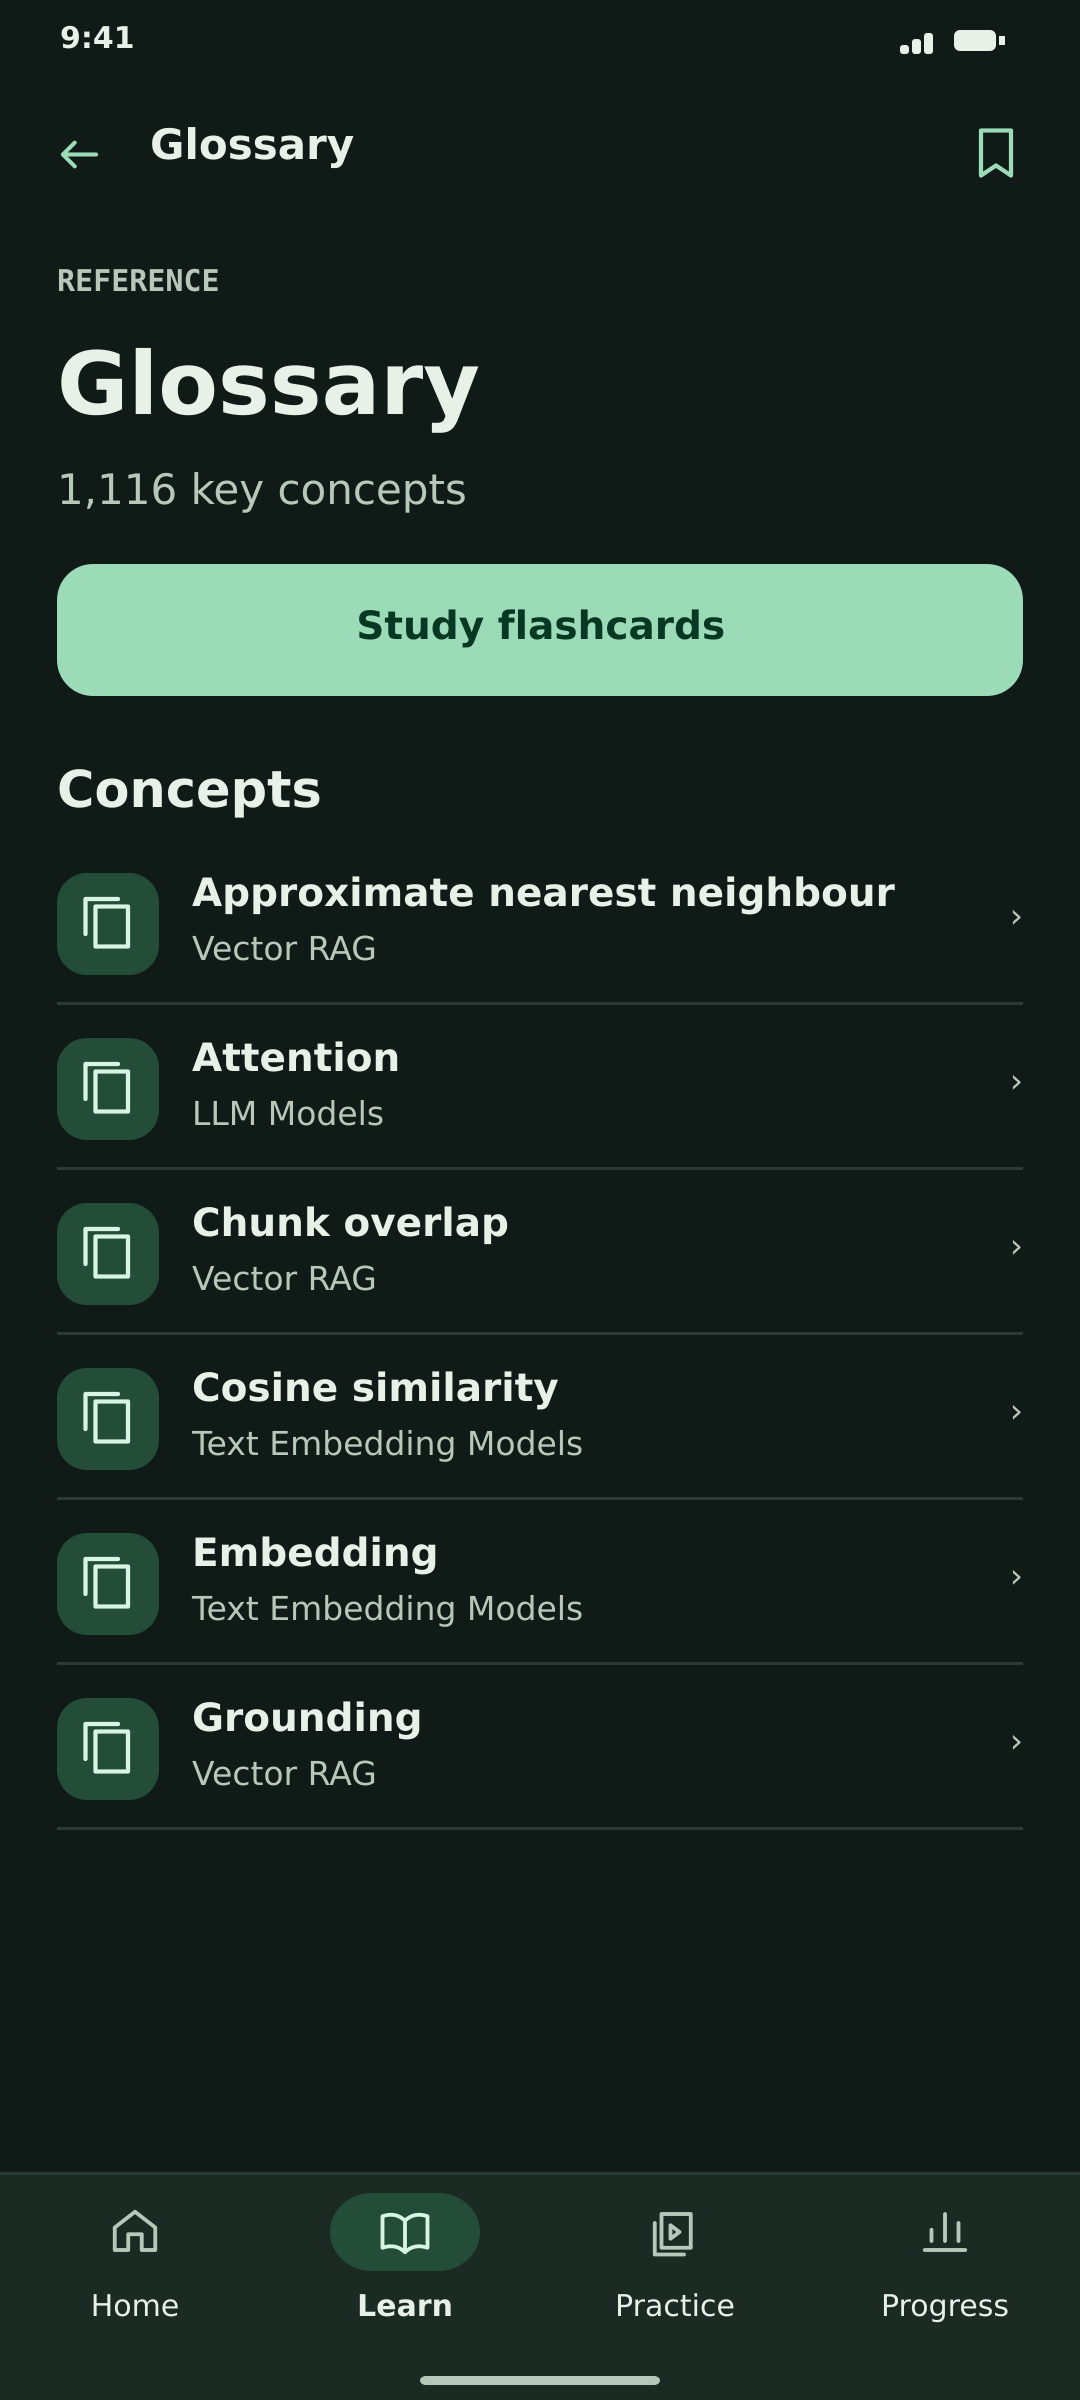 9:41
Glossary
REFERENCE
Glossary
1,116 key concepts
Study flashcards
Concepts
Approximate nearest neighbour
Vector RAG
Attention
LLM Models
Chunk overlap
Vector RAG
Cosine similarity
Text Embedding Models
Embedding
Text Embedding Models
Grounding
Vector RAG
Home
Learn
Practice
Progress